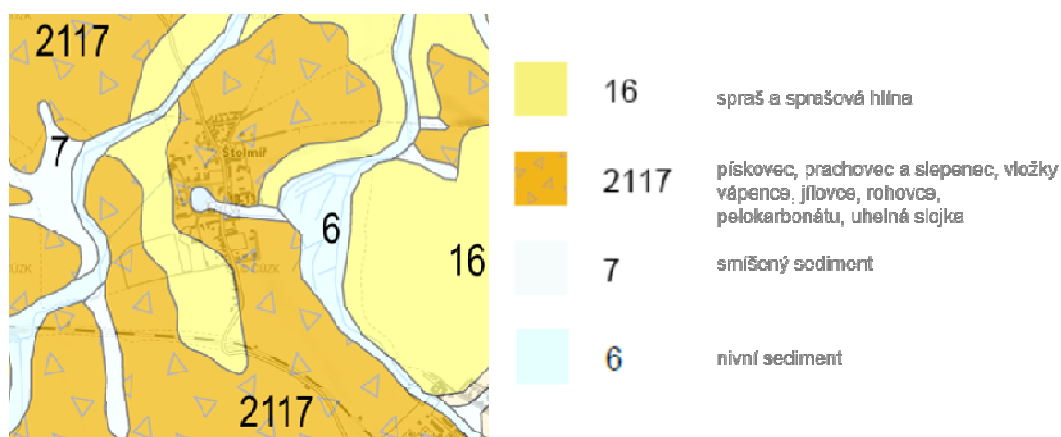 2117
7
Štolmíř
6
16
2117
16 spraš a sprašová hlína
2117 pískovec, prachovec a slepenec, vložky
vápence, jílovce, rohovce,
pelokarbonátu, uhelná slojka
7 smíšený sediment
6 nivní sediment